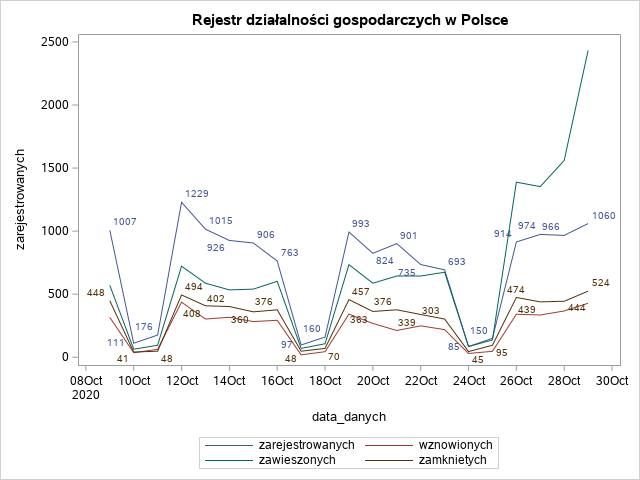 Rejestr działalności gospodarczych w Polsce
2500
2000
1500
1000
500
0
zarejestrowanych
1007 111 176 1229 1015 926 906 763 97 160 993 824 901 735 693 85 150 914 974 966 1060
448 41 48 494 402 360 376 48 70 457 363 376 339 303 45 95 474 439 444 524
408
08Oct 10Oct 12Oct 14Oct 16Oct 18Oct 20Oct 22Oct 24Oct 26Oct 28Oct 30Oct
2020
data_danych
zarejestrowanych wznowionych
zawieszonych zamknietych